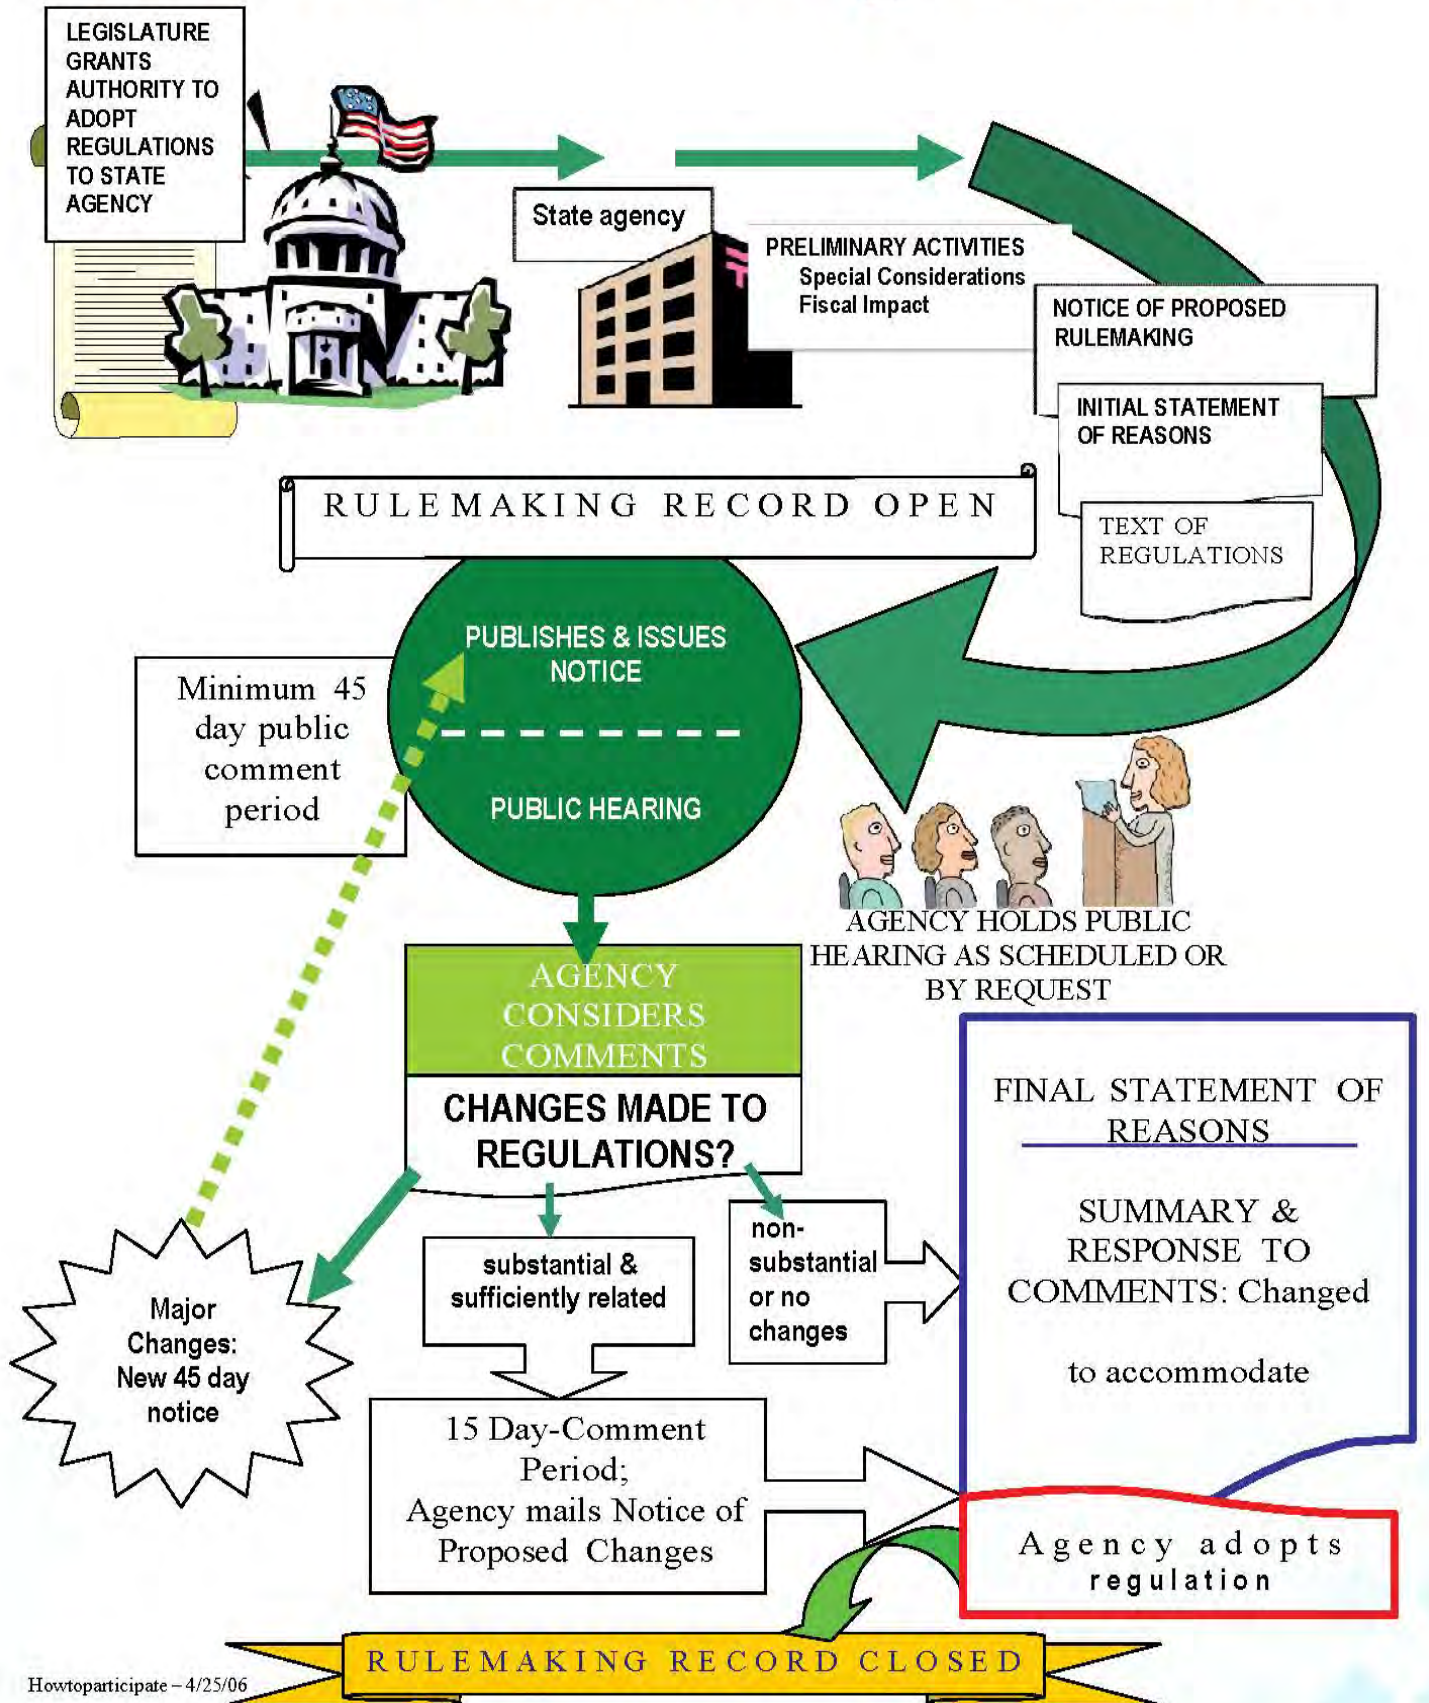 LEGISLATURE
GRANTS
AUTHORITY TO
ADOPT
REGULATIONS
TO STATE
AGENCY
State agency
PRELIMINARY ACTIVITIES
Special Considerations
Fiscal Impact
NOTICE OF PROPOSED
RULEMAKING
INITIAL STATEMENT
OF REASONS
TEXT OF
REGULATIONS
RULEMAKING RECORD OPEN
PUBLISHES & ISSUES
NOTICE
PUBLIC HEARING
Minimum 45
day public
comment
period
AGENCY HOLDS PUBLIC
HEARING AS SCHEDULED OR
BY REQUEST
AGENCY
CONSIDERS
COMMENTS
CHANGES MADE TO
REGULATIONS?
Major
Changes:
New 45 day
notice
substantial &
sufficiently related
non-
substantial
or no
changes
15 Day-Comment
Period;
Agency mails Notice of
Proposed Changes
FINAL STATEMENT OF
REASONS
SUMMARY &
RESPONSE TO
COMMENTS: Changed
to accommodate
Agency adopts
regulation
RULEMAKING RECORD CLOSED
Howtoparticipate – 4/25/06